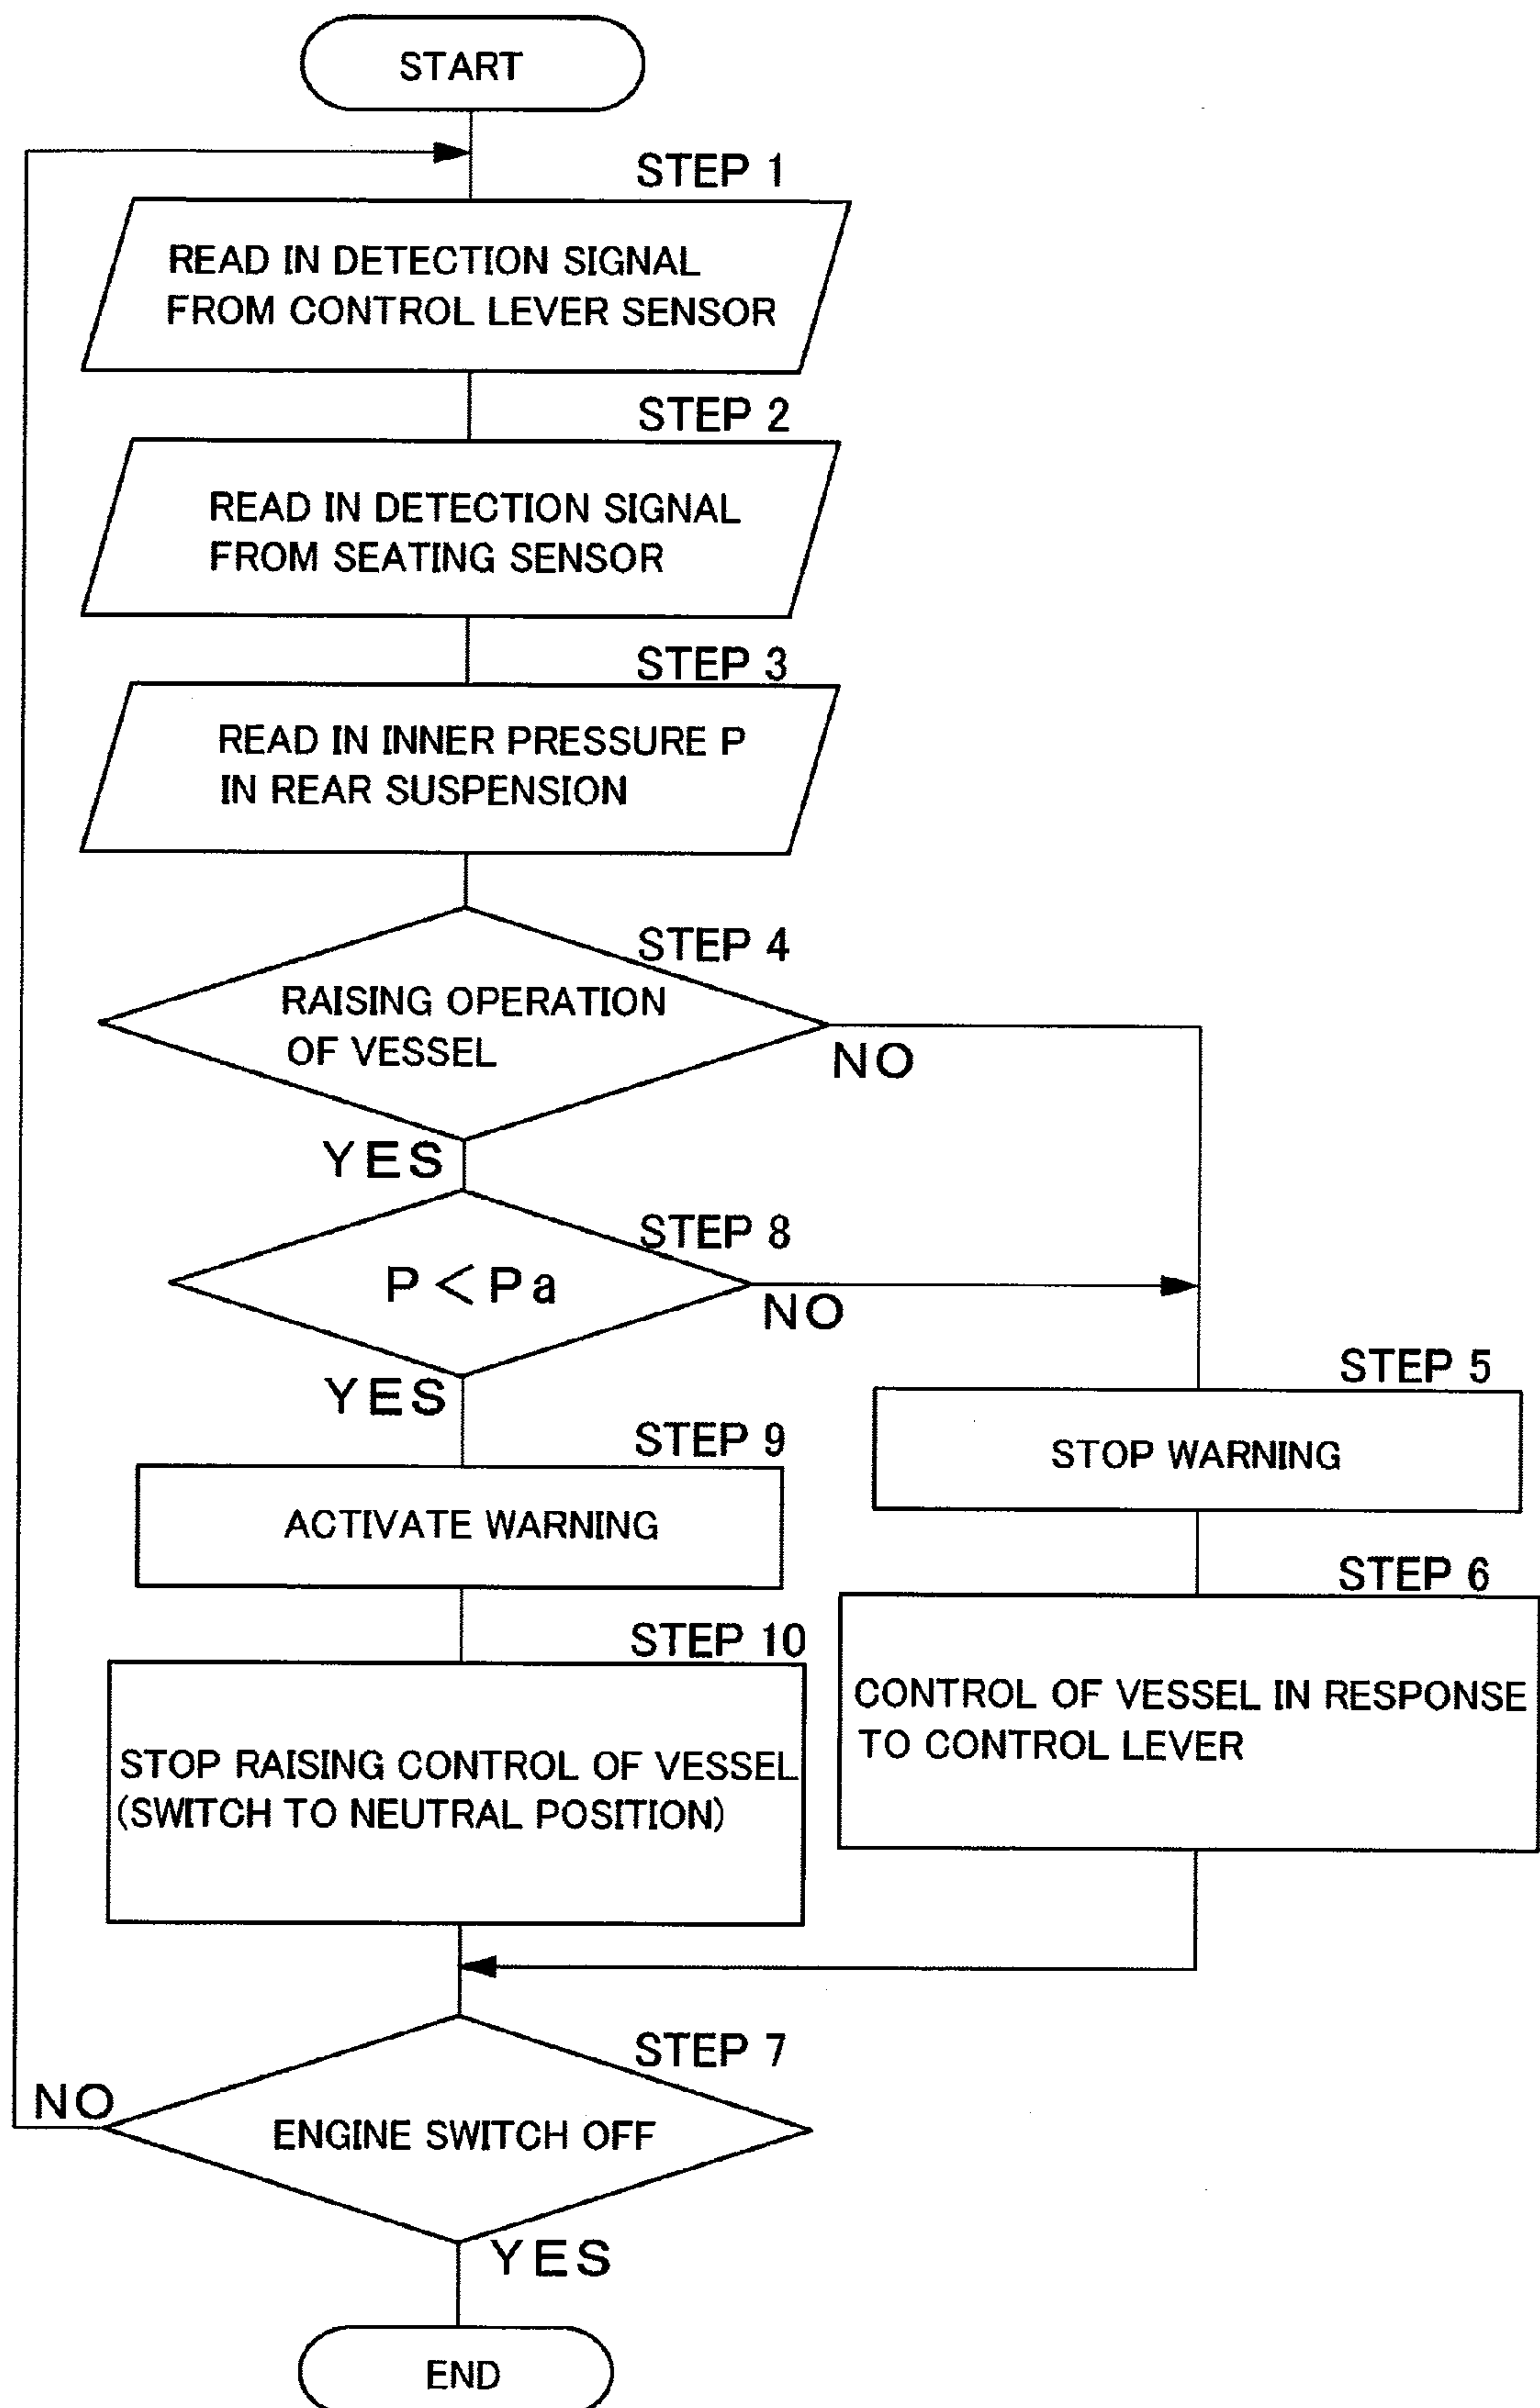 START
STEP 1
READ IN DETECTION SIGNAL
FROM CONTROL LEVER SENSOR
STEP 2
READ IN DETECTION SIGNAL
FROM SEATING SENSOR
STEP 3
READ IN INNER PRESSURE P
IN REAR SUSPENSION
STEP 4
RAISING OPERATION
OF VESSEL
NO
YES
STEP 8
P<Pa
NO
YES
STEP 5
STOP WARNING
STEP 9
ACTIVATE WARNING
STEP 6
CONTROL OF VESSEL IN RESPONSE
TO CONTROL LEVER
STEP 10
STOP RAISING CONTROL OF VESSEL
(SWITCH TO NEUTRAL POSITION)
STEP 7
NO
ENGINE SWITCH OFF
YES
END